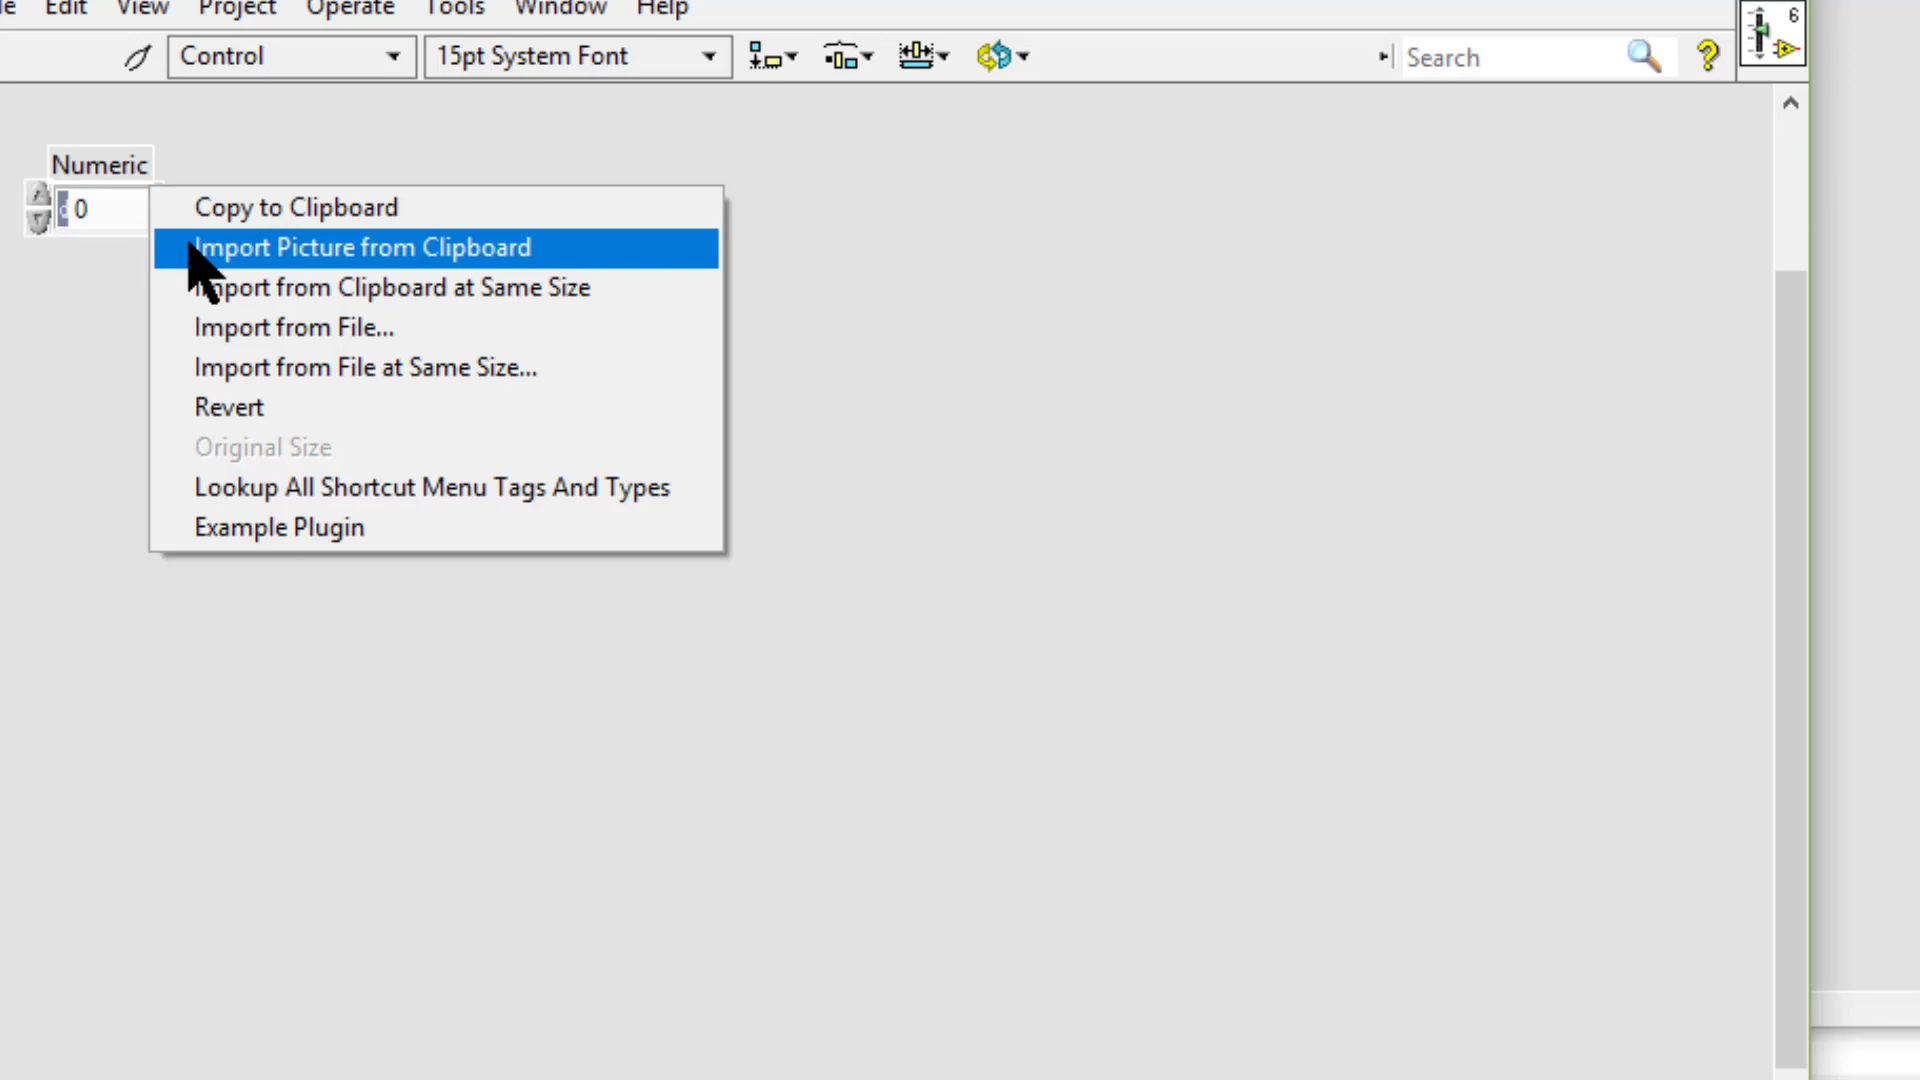 Edit View Project Operate Tools Window Help
Control 15pt System Font Search 6
Numeric
0
Copy to Clipboard
Import Picture from Clipboard
Import from Clipboard at Same Size
Import from File...
Import from File at Same Size...
Revert
Original Size
Lookup All Shortcut Menu Tags And Types
Example Plugin